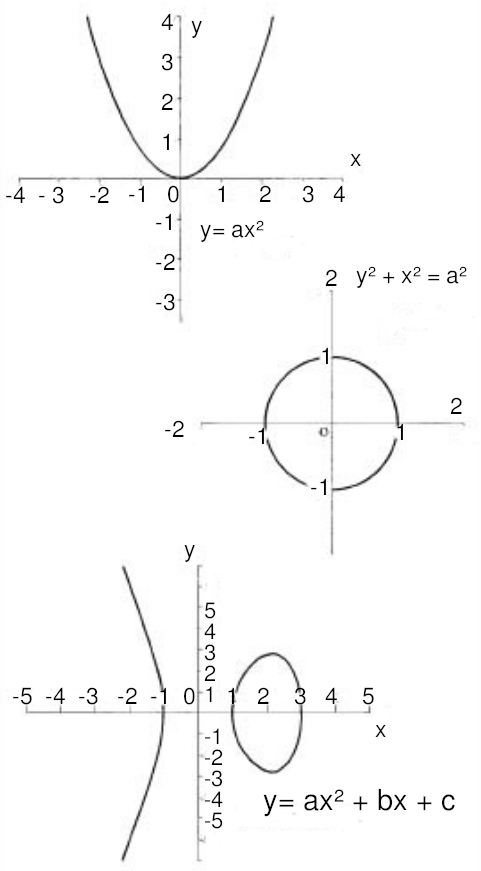 4 y
3
2
1
x
-4 - 3 -2 -1 0 1 2 3 4
-1 y= ax²
-2
-3
2 y² + x² = a²
1
2
-2 -1 o 1
-1
y
5
4
3
2
-5 -4 -3 -2 -1 0 1 1 2 3 4 5
x
-1
-2
-3
-4
-5
y= ax² + bx + c